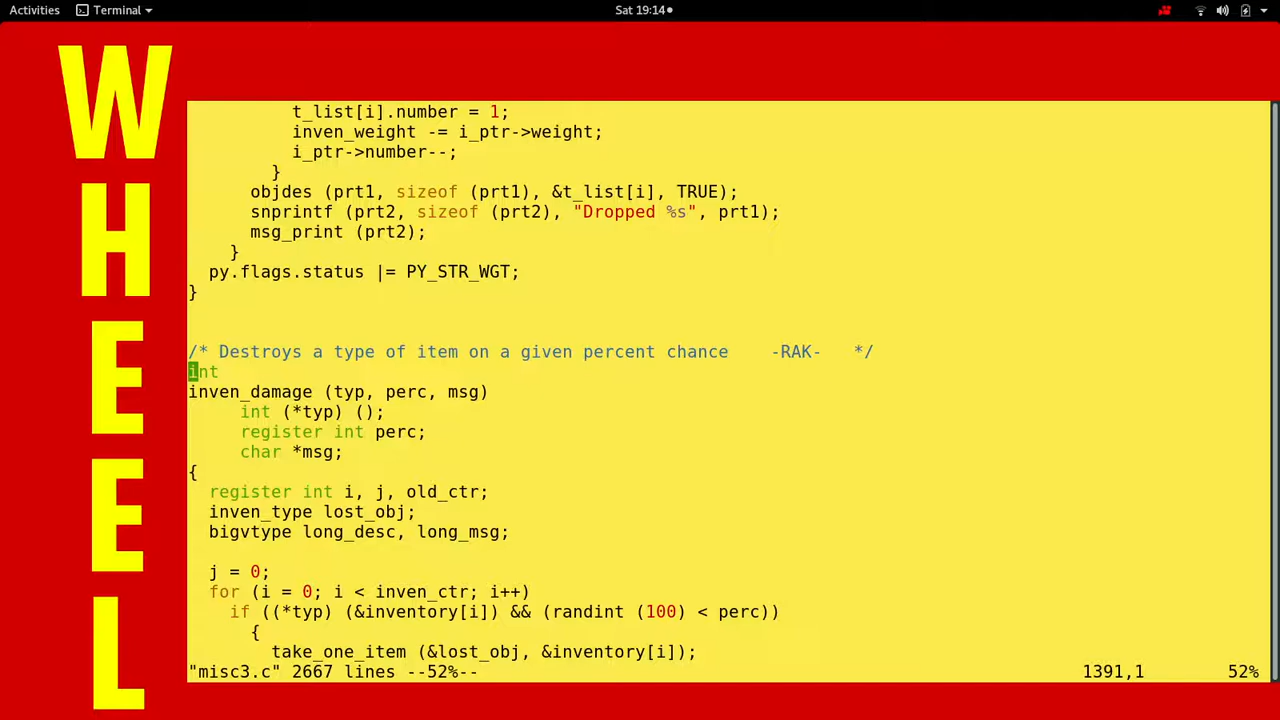 Activities Terminal Sat 19:14
WHEEL
t_list[i].number = 1;
inven_weight -= i_ptr->weight;
i_ptr->number--;
}
objdes (prt1, sizeof (prt1), &t_list[i], TRUE);
snprintf (prt2, sizeof (prt2), "Dropped %s", prt1);
msg_print (prt2);
}
py.flags.status |= PY_STR_WGT;
}
/* Destroys a type of item on a given percent chance    -RAK-   */
int
inven_damage (typ, perc, msg)
int (*typ) ();
register int perc;
char *msg;
{
register int i, j, old_ctr;
inven_type lost_obj;
bigvtype long_desc, long_msg;
j = 0;
for (i = 0; i < inven_ctr; i++)
if ((*typ) (&inventory[i]) && (randint (100) < perc))
{
take_one_item (&lost_obj, &inventory[i]);
"misc3.c" 2667 lines --52%-- 1391,1 52%